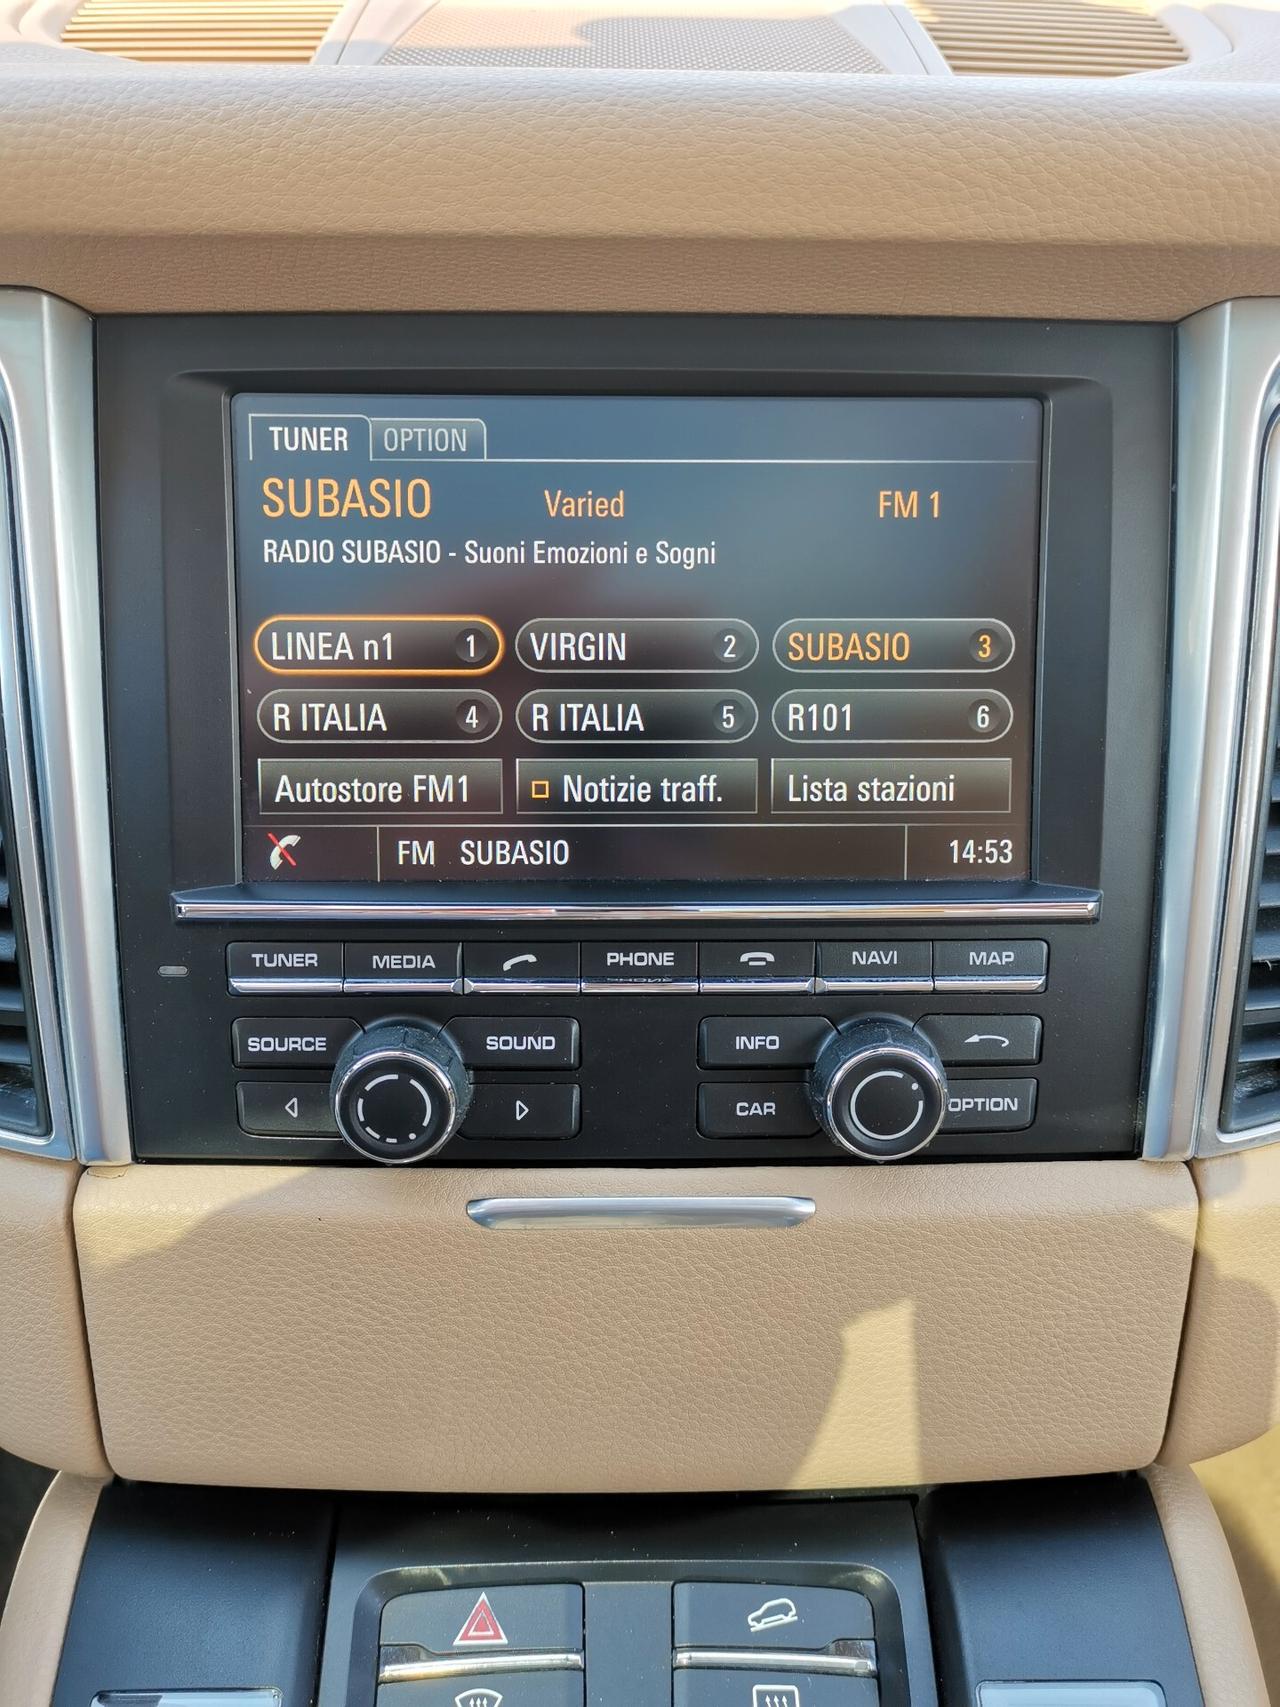 TUNER OPTION
SUBASIO Varied FM 1
RADIO SUBASIO - Suoni Emozioni e Sogni
LINEA n1 1 VIRGIN 2 SUBASIO 3
R ITALIA 4 R ITALIA 5 R101 6
Autostore FM1 Notizie traff. Lista stazioni
FM SUBASIO 14:53
TUNER MEDIA PHONE NAVI MAP
SOURCE SOUND INFO
CAR OPTION